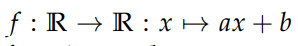 f : ℝ → ℝ : x ↦ ax + b